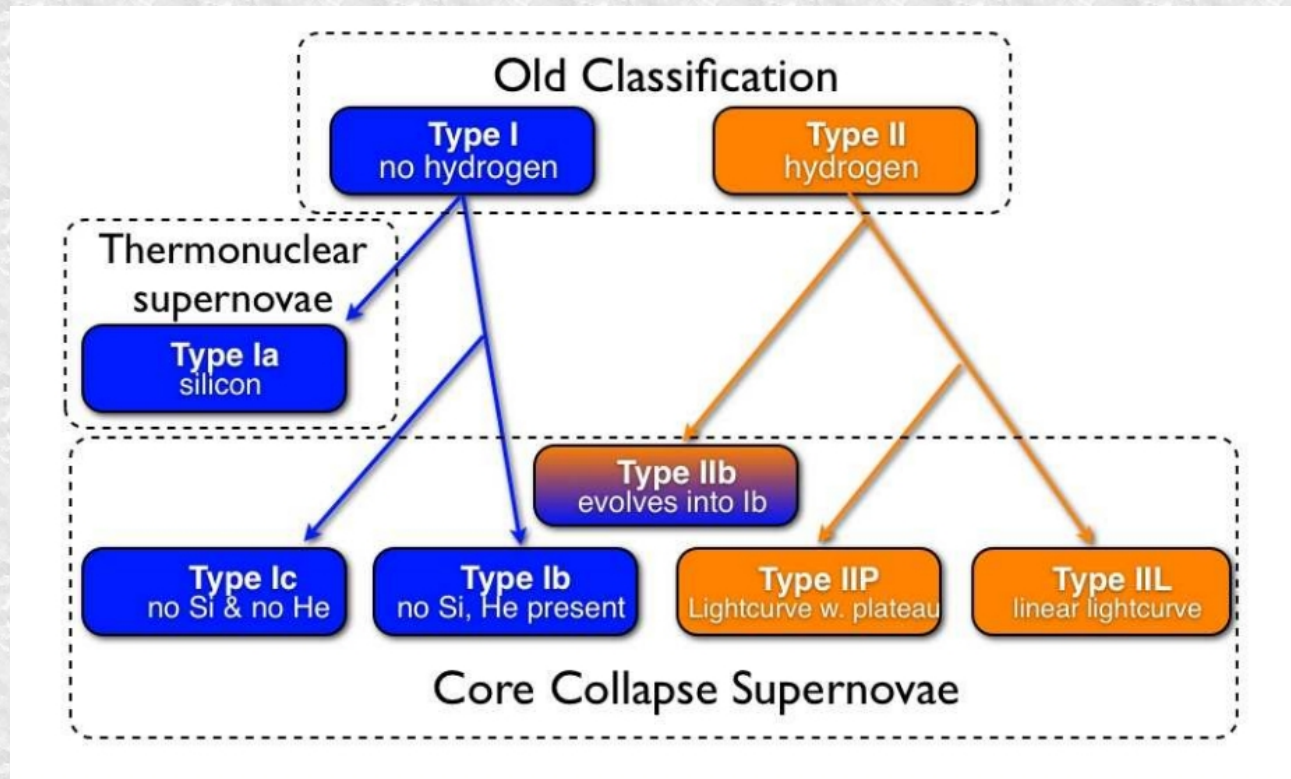 Old Classification
Type I
no hydrogen
Type II
hydrogen
Thermonuclear
supernovae
Type Ia
silicon
Type IIb
evolves into Ib
Type Ic
no Si & no He
Type Ib
no Si, He present
Type IIP
Lightcurve w. plateau
Type IIL
linear lightcurve
Core Collapse Supernovae